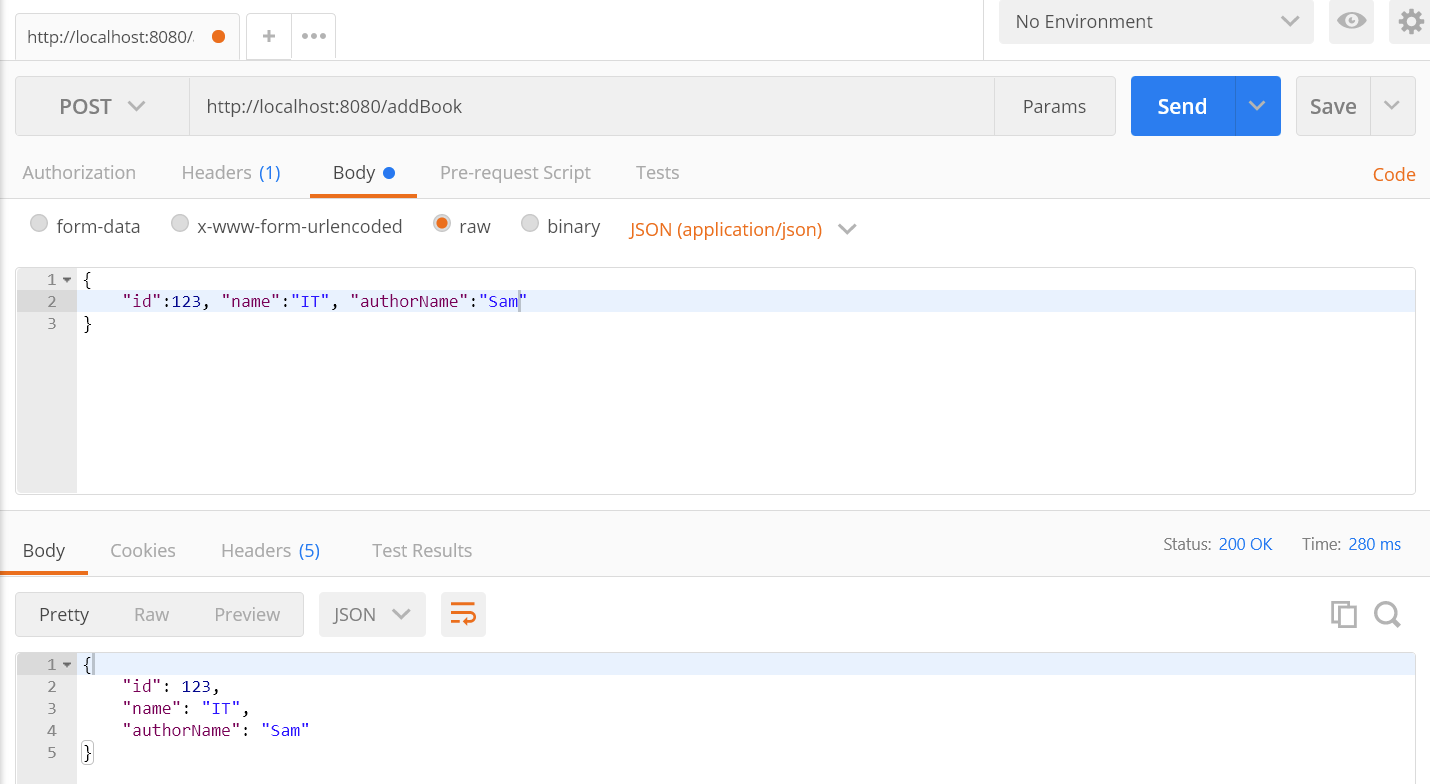 http://localhost:8080/
No Environment
POST http://localhost:8080/addBook Params Send Save
Authorization Headers (1) Body Pre-request Script Tests Code
form-data x-www-form-urlencoded raw binary JSON (application/json)
1 {
2 "id":123, "name":"IT", "authorName":"Sam"
3 }
Body Cookies Headers (5) Test Results Status: 200 OK Time: 280 ms
Pretty Raw Preview JSON
1 {
2 "id": 123,
3 "name": "IT",
4 "authorName": "Sam"
5 }